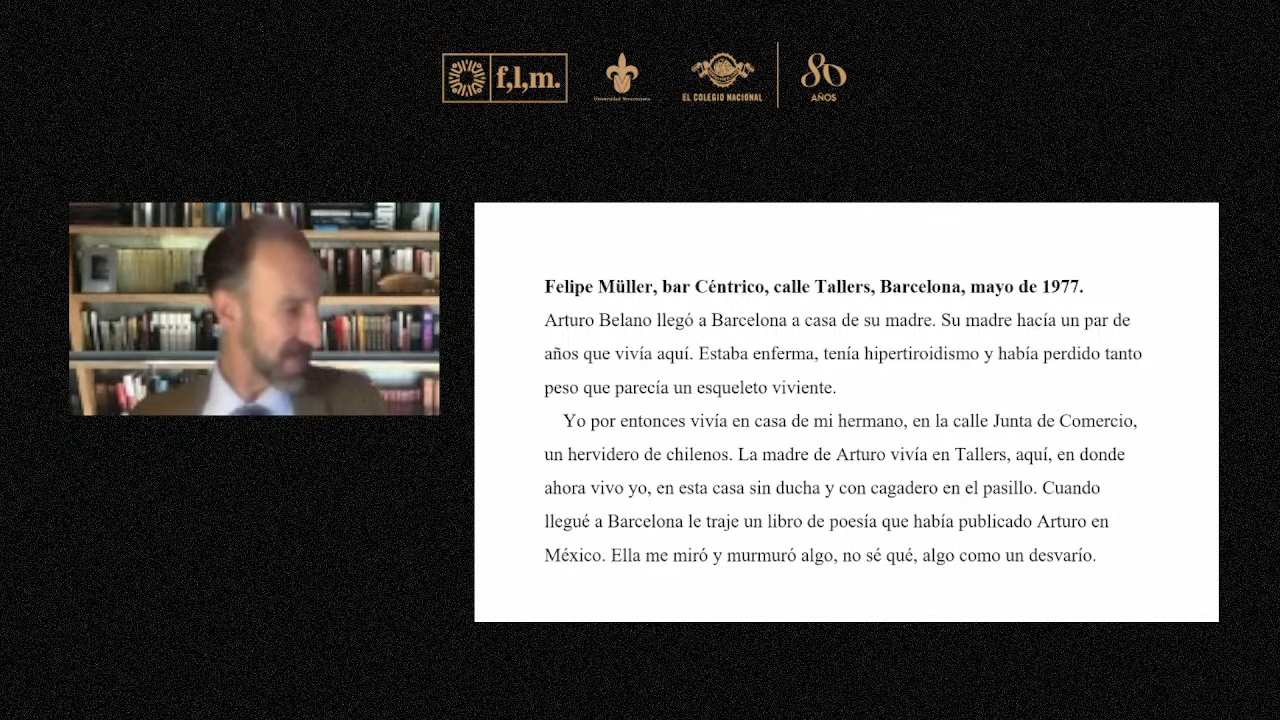 f,l,m.
Universidad Veracruzana
EL COLEGIO NACIONAL
80
AÑOS
Felipe Müller, bar Céntrico, calle Tallers, Barcelona, mayo de 1977.
Arturo Belano llegó a Barcelona a casa de su madre. Su madre hacía un par de
años que vivía aquí. Estaba enferma, tenía hipertiroidismo y había perdido tanto
peso que parecía un esqueleto viviente.
Yo por entonces vivía en casa de mi hermano, en la calle Junta de Comercio,
un hervidero de chilenos. La madre de Arturo vivía en Tallers, aquí, en donde
ahora vivo yo, en esta casa sin ducha y con cagadero en el pasillo. Cuando
llegué a Barcelona le traje un libro de poesía que había publicado Arturo en
México. Ella me miró y murmuró algo, no sé qué, algo como un desvarío.